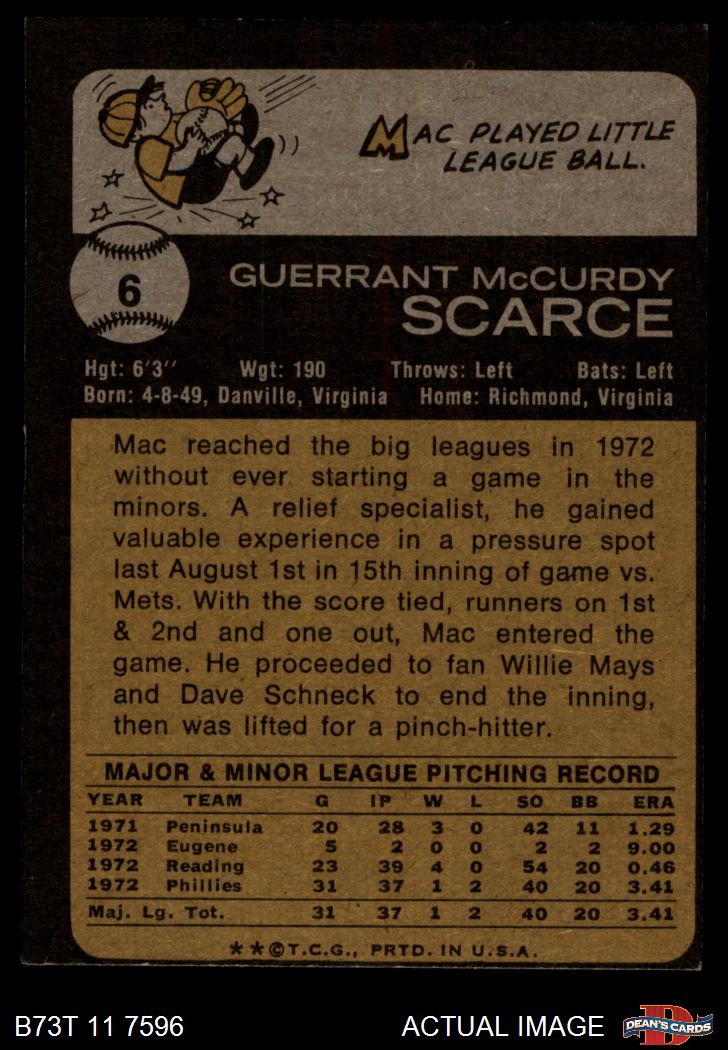 MAC PLAYED LITTLE
LEAGUE BALL.
6
GUERRANT McCURDY
SCARCE
Hgt: 6'3'' Wgt: 190 Throws: Left Bats: Left
Born: 4-8-49, Danville, Virginia Home: Richmond, Virginia
Mac reached the big leagues in 1972
without ever starting a game in the
minors. A relief specialist, he gained
valuable experience in a pressure spot
last August 1st in 15th inning of game vs.
Mets. With the score tied, runners on 1st
& 2nd and one out, Mac entered the
game. He proceeded to fan Willie Mays
and Dave Schneck to end the inning,
then was lifted for a pinch-hitter.
MAJOR & MINOR LEAGUE PITCHING RECORD
YEAR TEAM G IP W L SO BB ERA
1971 Peninsula 20 28 3 0 42 11 1.29
1972 Eugene 5 2 0 0 2 2 9.00
1972 Reading 23 39 4 0 54 20 0.46
1972 Phillies 31 37 1 2 40 20 3.41
Maj. Lg. Tot. 31 37 1 2 40 20 3.41
**©T.C.G., PRTD. IN U.S.A.
B73T 11 7596 ACTUAL IMAGE D DEAN'S CARDS